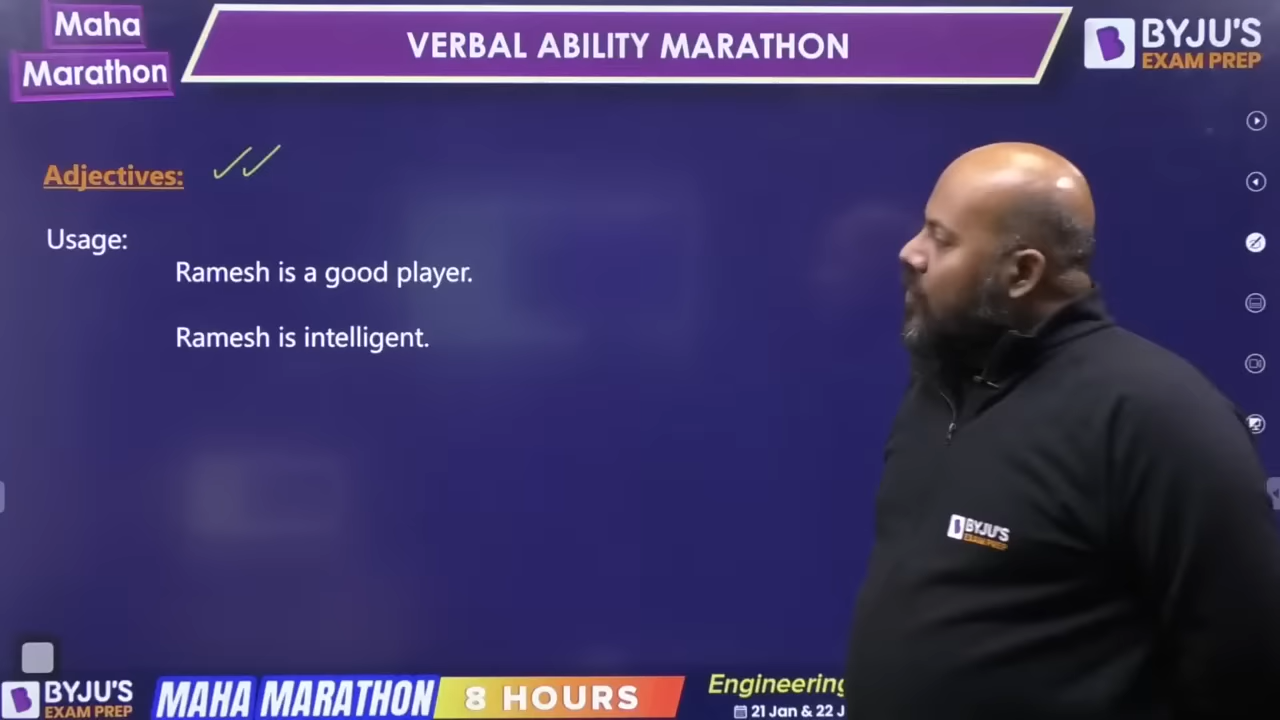 Maha
Marathon
VERBAL ABILITY MARATHON
BYJU'S
EXAM PREP
Adjectives:
Usage:
Ramesh is a good player.
Ramesh is intelligent.
BYJU'S
EXAM PREP
BYJU'S
EXAM PREP
MAHA MARATHON
8 HOURS
Engineering
21 Jan & 22 J